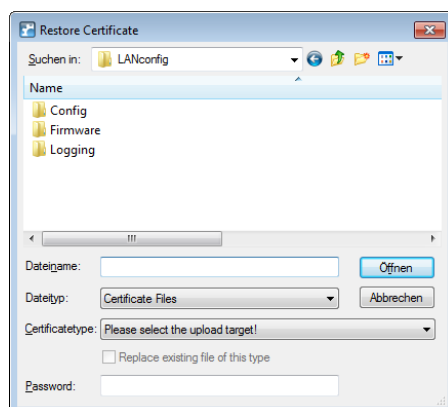 Restore Certificate
Suchen in: LANconfig
Name
Config
Firmware
Logging
Dateiname: Öffnen
Dateityp: Certificate Files Abbrechen
Certificatetype: Please select the upload target!
Replace existing file of this type
Password: